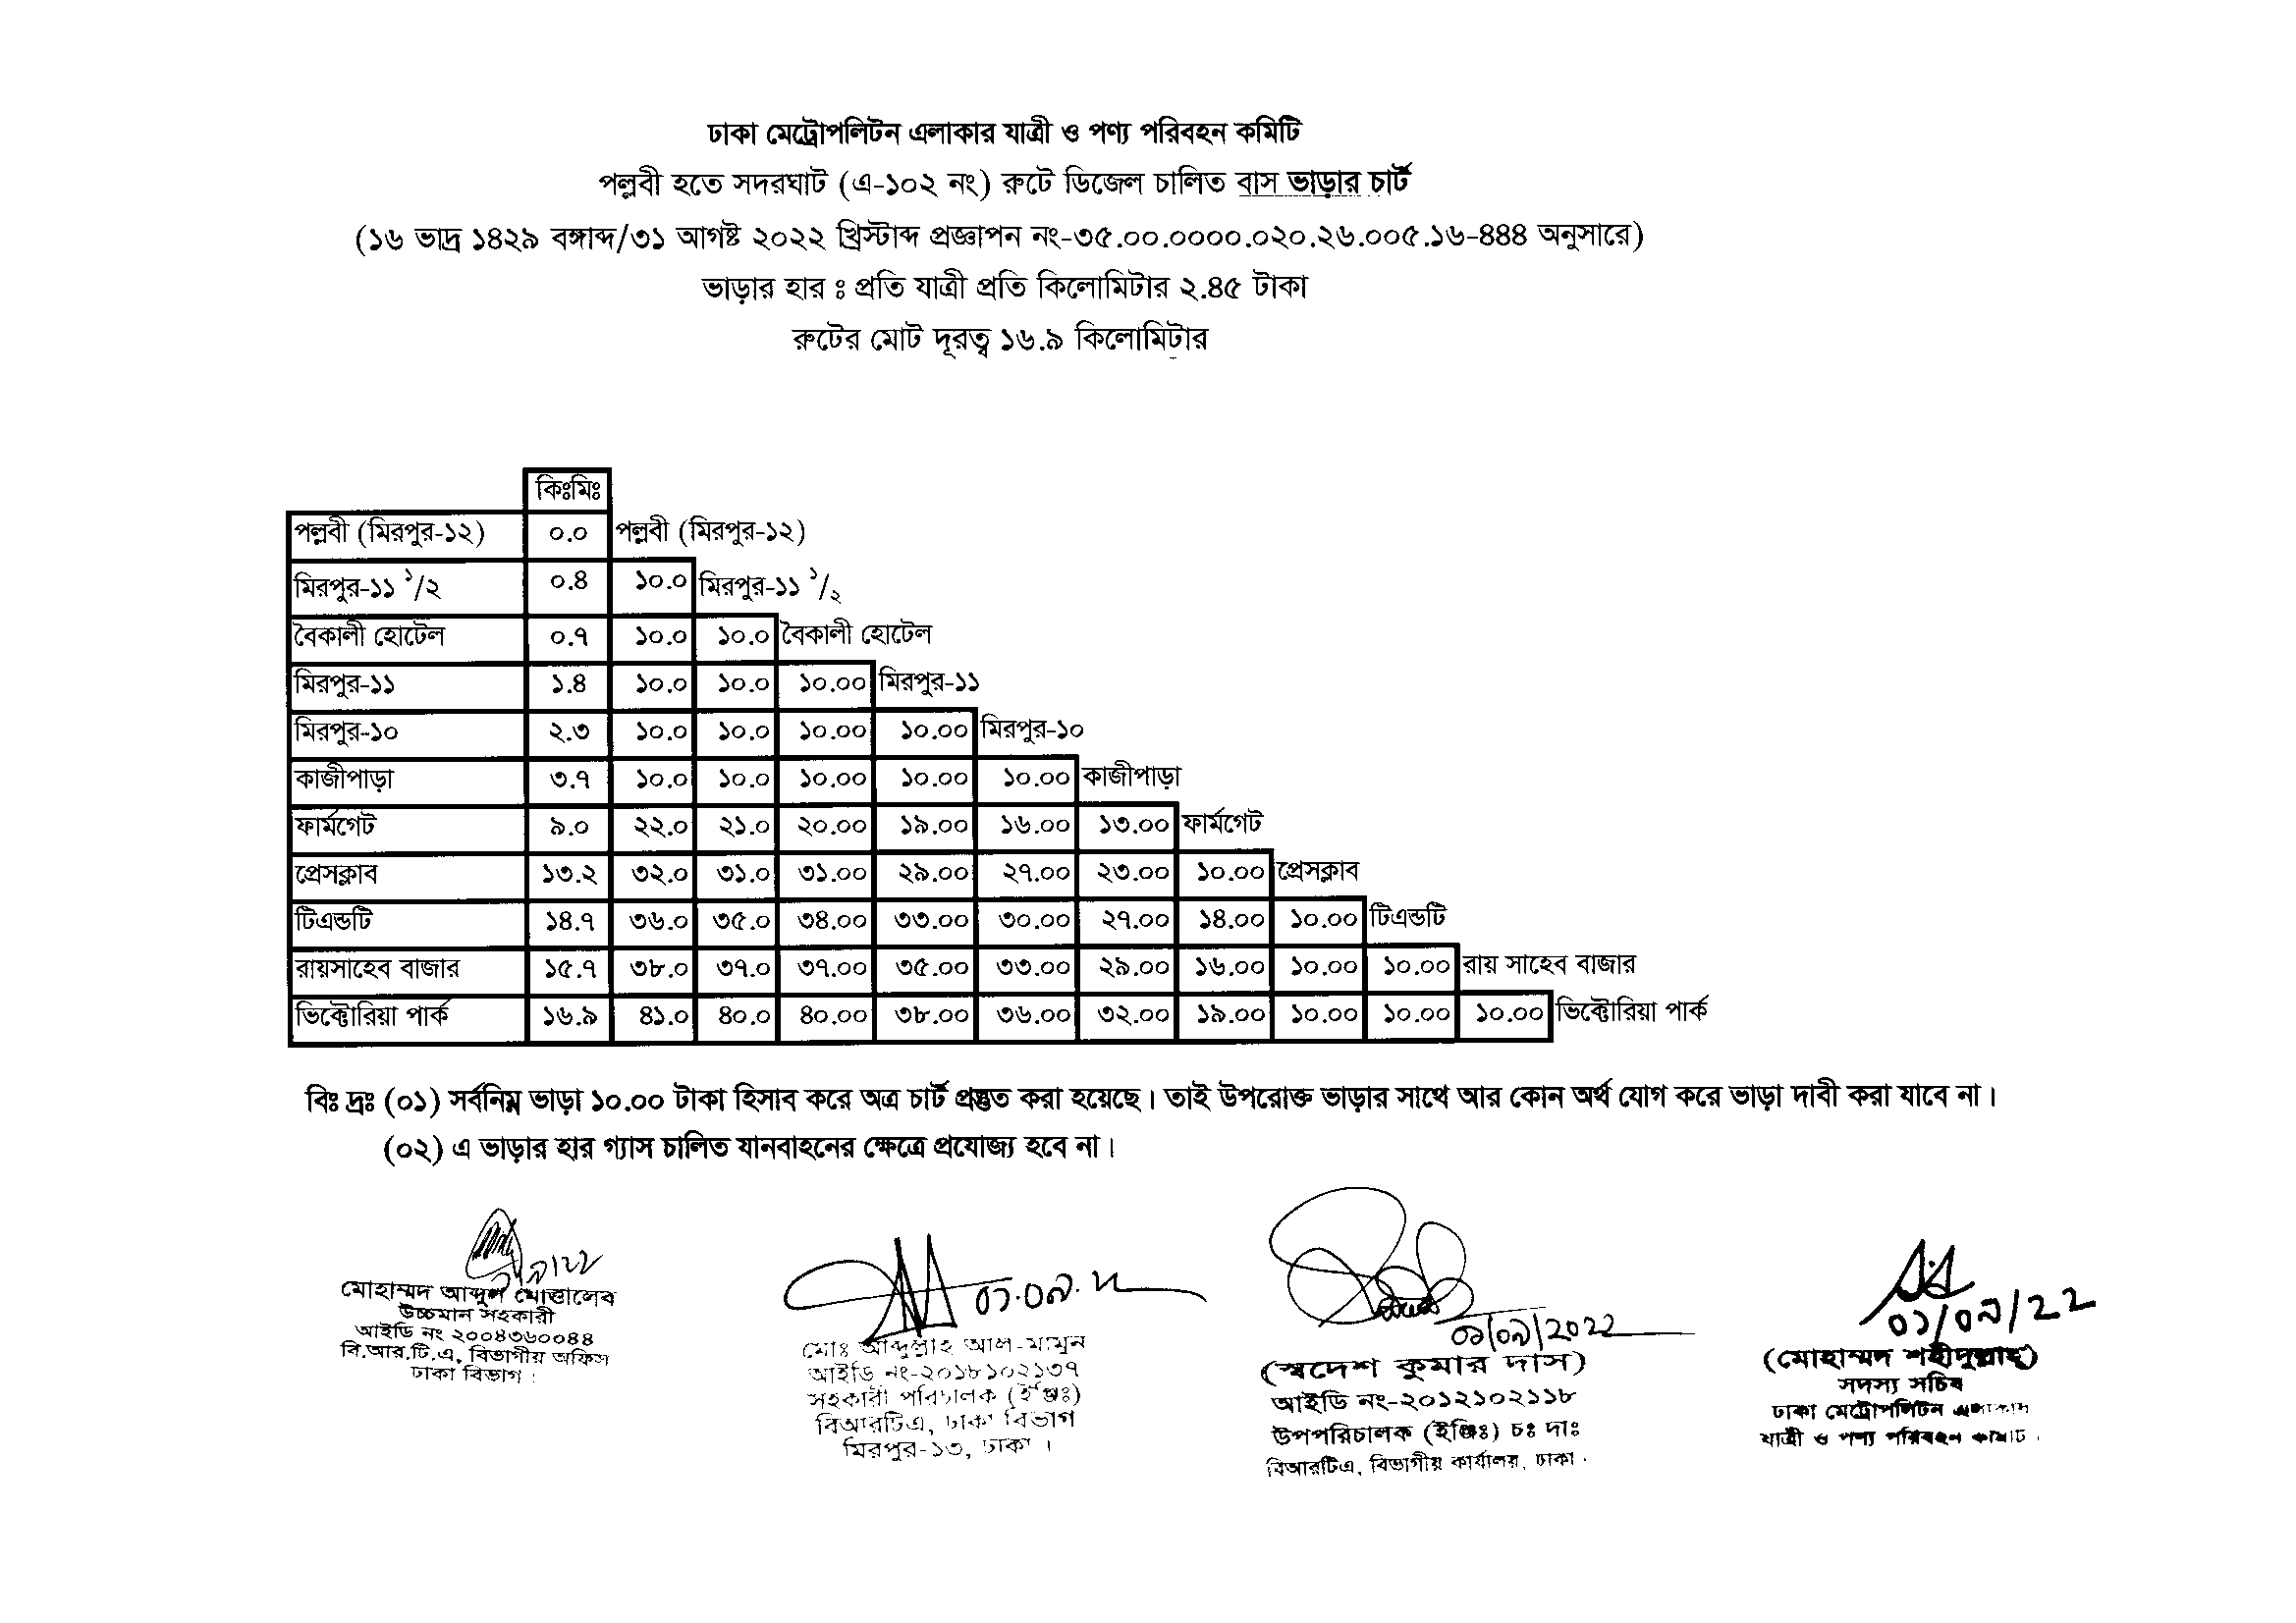 ঢাকা মেট্রোপলিটন এলাকার যাত্রী ও পণ্য পরিবহন কমিটি
পল্লবী হতে সদরঘাট (এ-১০২ নং) রুটে ডিজেল চালিত বাস ভাড়ার চার্ট
(১৬ ভাদ্র ১৪২৯ বঙ্গাব্দ/৩১ আগষ্ট ২০২২ খ্রিস্টাব্দ প্রজ্ঞাপন নং-৩৫.০০.০০০০.০২০.২৬.০০৫.১৬-৪৪৪ অনুসারে)
ভাড়ার হার ঃ প্রতি যাত্রী প্রতি কিলোমিটার ২.৪৫ টাকা
রুটের মোট দূরত্ব ১৬.৯ কিলোমিটার
কিঃমিঃ
পল্লবী (মিরপুর-১২) ০.০ পল্লবী (মিরপুর-১২)
মিরপুর-১১ ১/২ ০.৪ ১০.০ মিরপুর-১১ ১/২
বৈকালী হোটেল ০.৭ ১০.০ ১০.০ বৈকালী হোটেল
মিরপুর-১১ ১.৪ ১০.০ ১০.০ ১০.০০ মিরপুর-১১
মিরপুর-১০ ২.৩ ১০.০ ১০.০ ১০.০০ ১০.০০ মিরপুর-১০
কাজীপাড়া ৩.৭ ১০.০ ১০.০ ১০.০০ ১০.০০ ১০.০০ কাজীপাড়া
ফার্মগেট ৯.০ ২২.০ ২১.০ ২০.০০ ১৯.০০ ১৬.০০ ১৩.০০ ফার্মগেট
প্রেসক্লাব ১৩.২ ৩২.০ ৩১.০ ৩১.০০ ২৯.০০ ২৭.০০ ২৩.০০ ১০.০০ প্রেসক্লাব
টিএন্ডটি ১৪.৭ ৩৬.০ ৩৫.০ ৩৪.০০ ৩৩.০০ ৩০.০০ ২৭.০০ ১৪.০০ ১০.০০ টিএন্ডটি
রায়সাহেব বাজার ১৫.৭ ৩৮.০ ৩৭.০ ৩৭.০০ ৩৫.০০ ৩৩.০০ ২৯.০০ ১৬.০০ ১০.০০ ১০.০০ রায় সাহেব বাজার
ভিক্টোরিয়া পার্ক ১৬.৯ ৪১.০ ৪০.০ ৪০.০০ ৩৮.০০ ৩৬.০০ ৩২.০০ ১৯.০০ ১০.০০ ১০.০০ ১০.০০ ভিক্টোরিয়া পার্ক
বিঃ দ্রঃ (০১) সর্বনিম্ন ভাড়া ১০.০০ টাকা হিসাব করে অত্র চার্ট প্রস্তুত করা হয়েছে। তাই উপরোক্ত ভাড়ার সাথে আর কোন অর্থ যোগ করে ভাড়া দাবী করা যাবে না।
(০২) এ ভাড়ার হার গ্যাস চালিত যানবাহনের ক্ষেত্রে প্রযোজ্য হবে না।
মোহাম্মদ আব্দুল মোত্তালেব
উচ্চমান সহকারী
আইডি নং ২০০৪৩৬০০৪৪
বি.আর.টি.এ, বিভাগীয় অফিস
ঢাকা বিভাগ।
মোঃ আব্দুল্লাহ আল-মামুন
আইডি নং-২০১৮১০২১৩৭
সহকারী পরিচালক (ইঞ্জিঃ)
বিআরটিএ, ঢাকা বিভাগ
মিরপুর-১৩, ঢাকা।
০১/০৯/২০২২
(স্বদেশ কুমার দাস)
আইডি নং-২০১২১০২১১৮
উপপরিচালক (ইঞ্জিঃ) চঃ দাঃ
বিআরটিএ, বিভাগীয় কার্যালয়, ঢাকা।
০১/০৯/২২
(মোহাম্মদ শহীদুল্লাহ)
সদস্য সচিব
ঢাকা মেট্রোপলিটন এলাকার
যাত্রী ও পণ্য পরিবহন কমিটি।